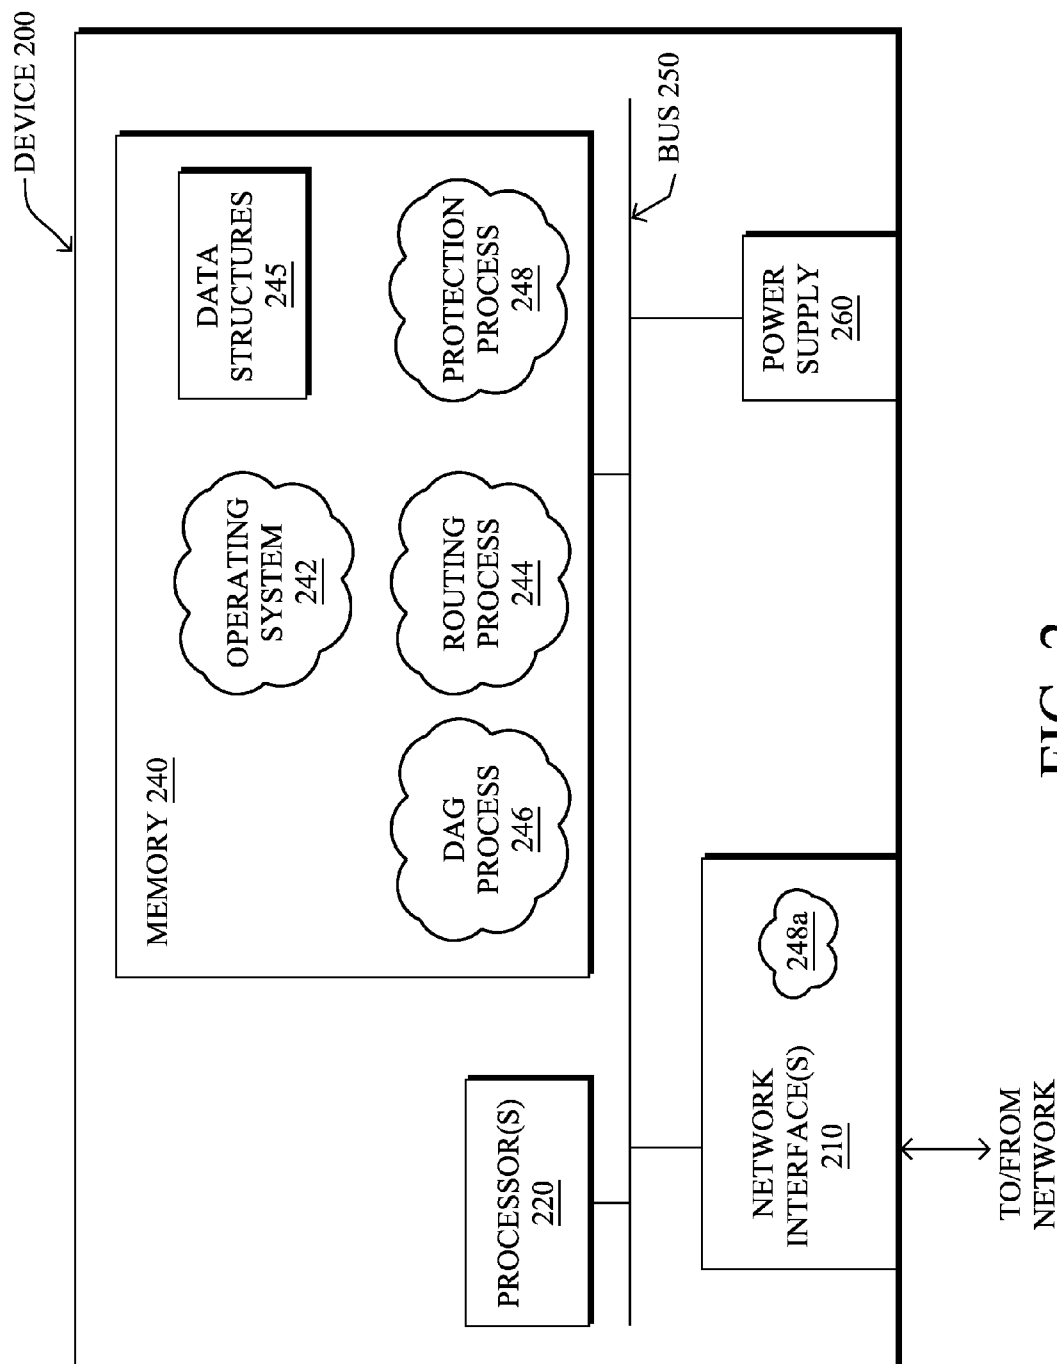 DEVICE 200
MEMORY 240
OPERATING
SYSTEM
242
DATA
STRUCTURES
245
DAG
PROCESS
246
ROUTING
PROCESS
244
PROTECTION
PROCESS
248
PROCESSOR(S)
220
BUS 250
NETWORK
INTERFACE(S)
210
248a
POWER
SUPPLY
260
TO/FROM
NETWORK
FIG.